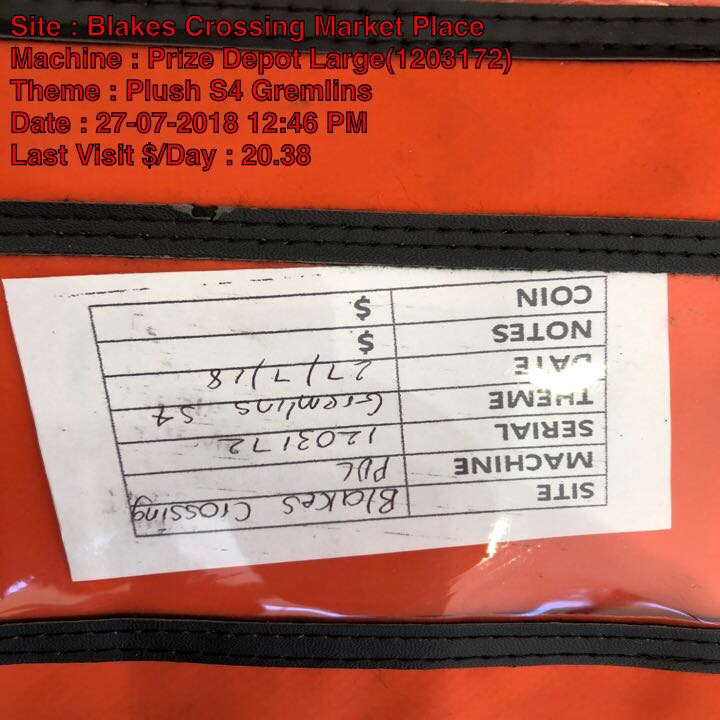 Site : Blakes Crossing Market Place
Machine : Prize Depot Large(1203172)
Theme : Plush S4 Gremlins
Date : 27-07-2018 12:46 PM
Last Visit $/Day : 20.38
SITE Blakes Crossing
MACHINE PDL
SERIAL 1203172
THEME Gremlins S4
DATE 27/7/18
NOTES $
COIN $